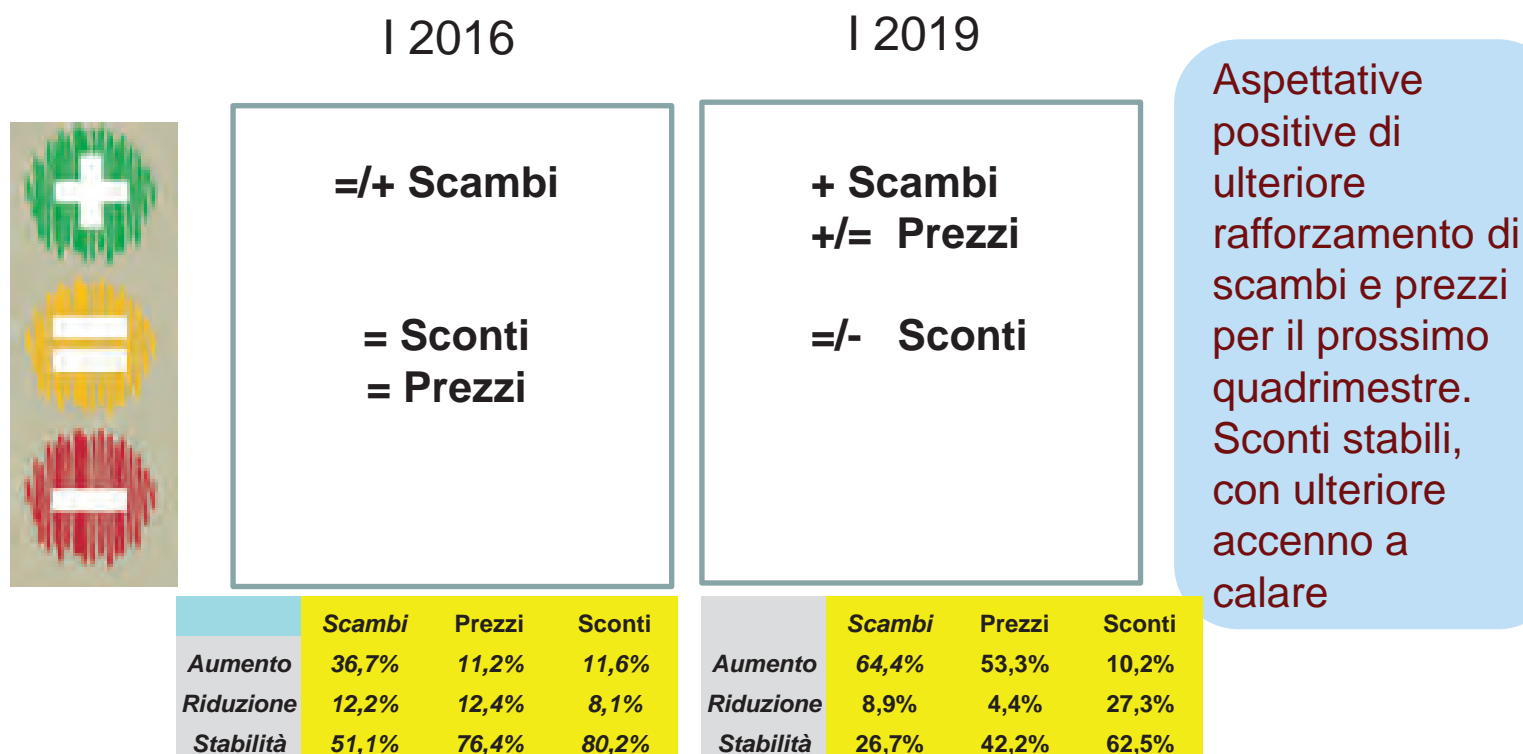 I 2016
I 2019
=/+ Scambi
= Sconti
= Prezzi
+ Scambi
+/= Prezzi
=/- Sconti
Aspettative
positive di
ulteriore
rafforzamento di
scambi e prezzi
per il prossimo
quadrimestre.
Sconti stabili,
con ulteriore
accenno a
calare
Scambi Prezzi Sconti
Aumento 36,7% 11,2% 11,6%
Riduzione 12,2% 12,4% 8,1%
Stabilità 51,1% 76,4% 80,2%
Scambi Prezzi Sconti
Aumento 64,4% 53,3% 10,2%
Riduzione 8,9% 4,4% 27,3%
Stabilità 26,7% 42,2% 62,5%